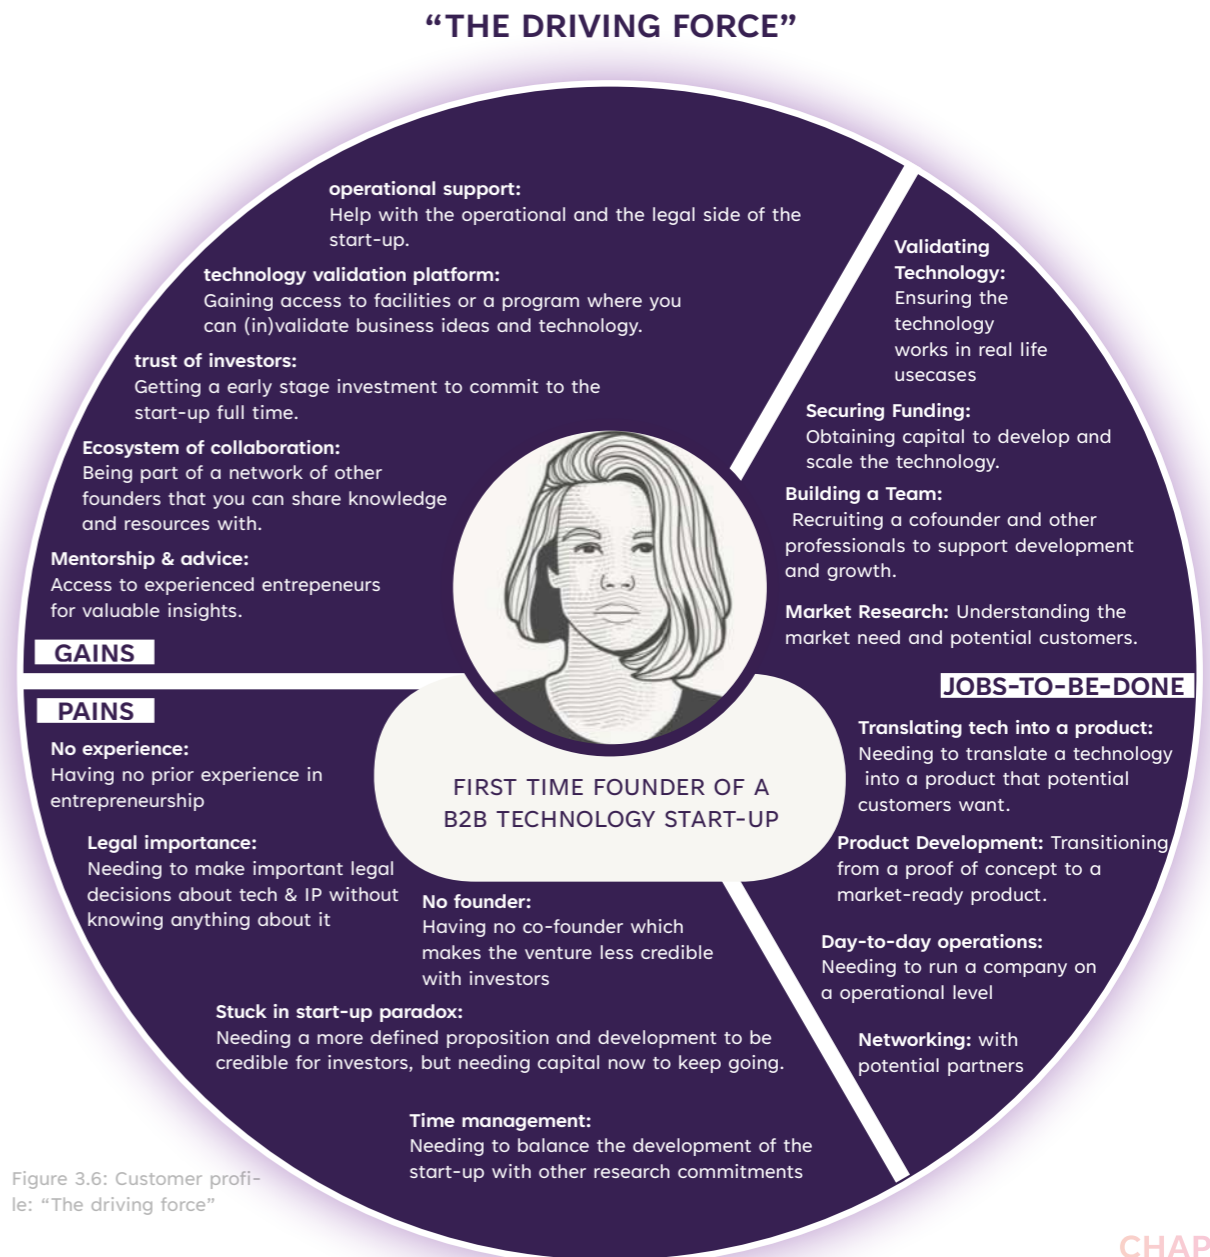 “THE DRIVING FORCE”
operational support:
Help with the operational and the legal side of the
start-up.
technology validation platform:
Gaining access to facilities or a program where you
can (in)validate business ideas and technology.
trust of investors:
Getting a early stage investment to commit to the
start-up full time.
Ecosystem of collaboration:
Being part of a network of other
founders that you can share knowledge
and resources with.
Mentorship & advice:
Access to experienced entrepeneurs
for valuable insights.
GAINS
Validating
Technology:
Ensuring the
technology
works in real life
usecases
Securing Funding:
Obtaining capital to develop and
scale the technology.
Building a Team:
Recruiting a cofounder and other
professionals to support development
and growth.
Market Research: Understanding the
market need and potential customers.
JOBS-TO-BE-DONE
Translating tech into a product:
Needing to translate a technology
into a product that potential
customers want.
Product Development: Transitioning
from a proof of concept to a
market-ready product.
Day-to-day operations:
Needing to run a company on
a operational level
Networking: with
potential partners
FIRST TIME FOUNDER OF A
B2B TECHNOLOGY START-UP
PAINS
No experience:
Having no prior experience in
entrepreneurship
Legal importance:
Needing to make important legal
decisions about tech & IP without
knowing anything about it
No founder:
Having no co-founder which
makes the venture less credible
with investors
Stuck in start-up paradox:
Needing a more defined proposition and development to be
credible for investors, but needing capital now to keep going.
Time management:
Needing to balance the development of the
start-up with other research commitments
Figure 3.6: Customer profi-
le: “The driving force”
CHAP